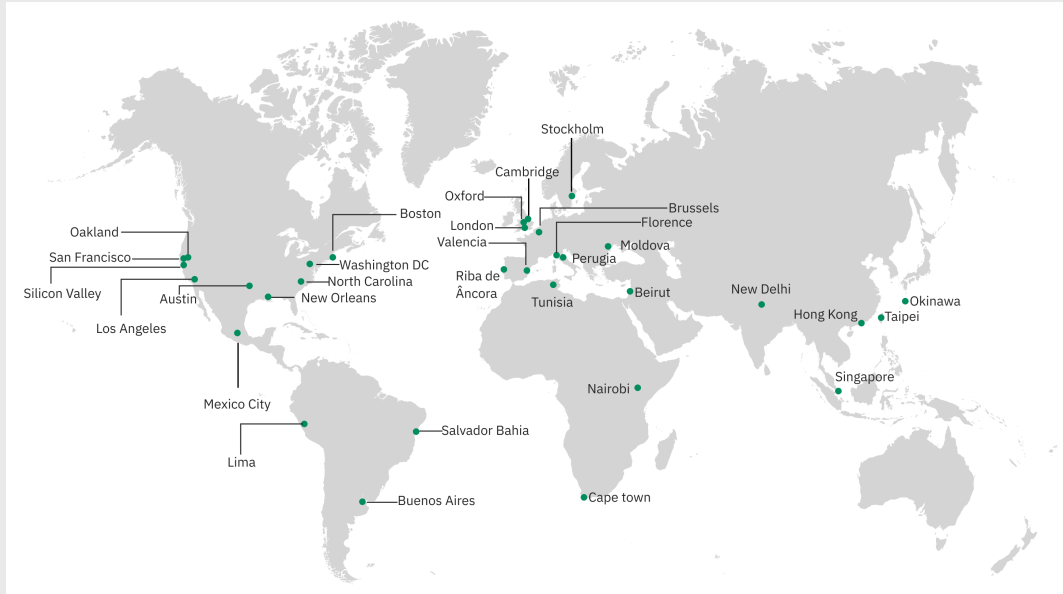 Stockholm
Cambridge
Oxford
Brussels
Boston
Florence
London
Oakland
Valencia
Moldova
San Francisco
Perugia
Washington DC
Riba de
Âncora
North Carolina
New Delhi
Silicon Valley
Beirut
Austin
New Orleans
Tunisia
Okinawa
Hong Kong
Taipei
Los Angeles
Singapore
Nairobi
Mexico City
Salvador Bahia
Lima
Cape town
Buenos Aires